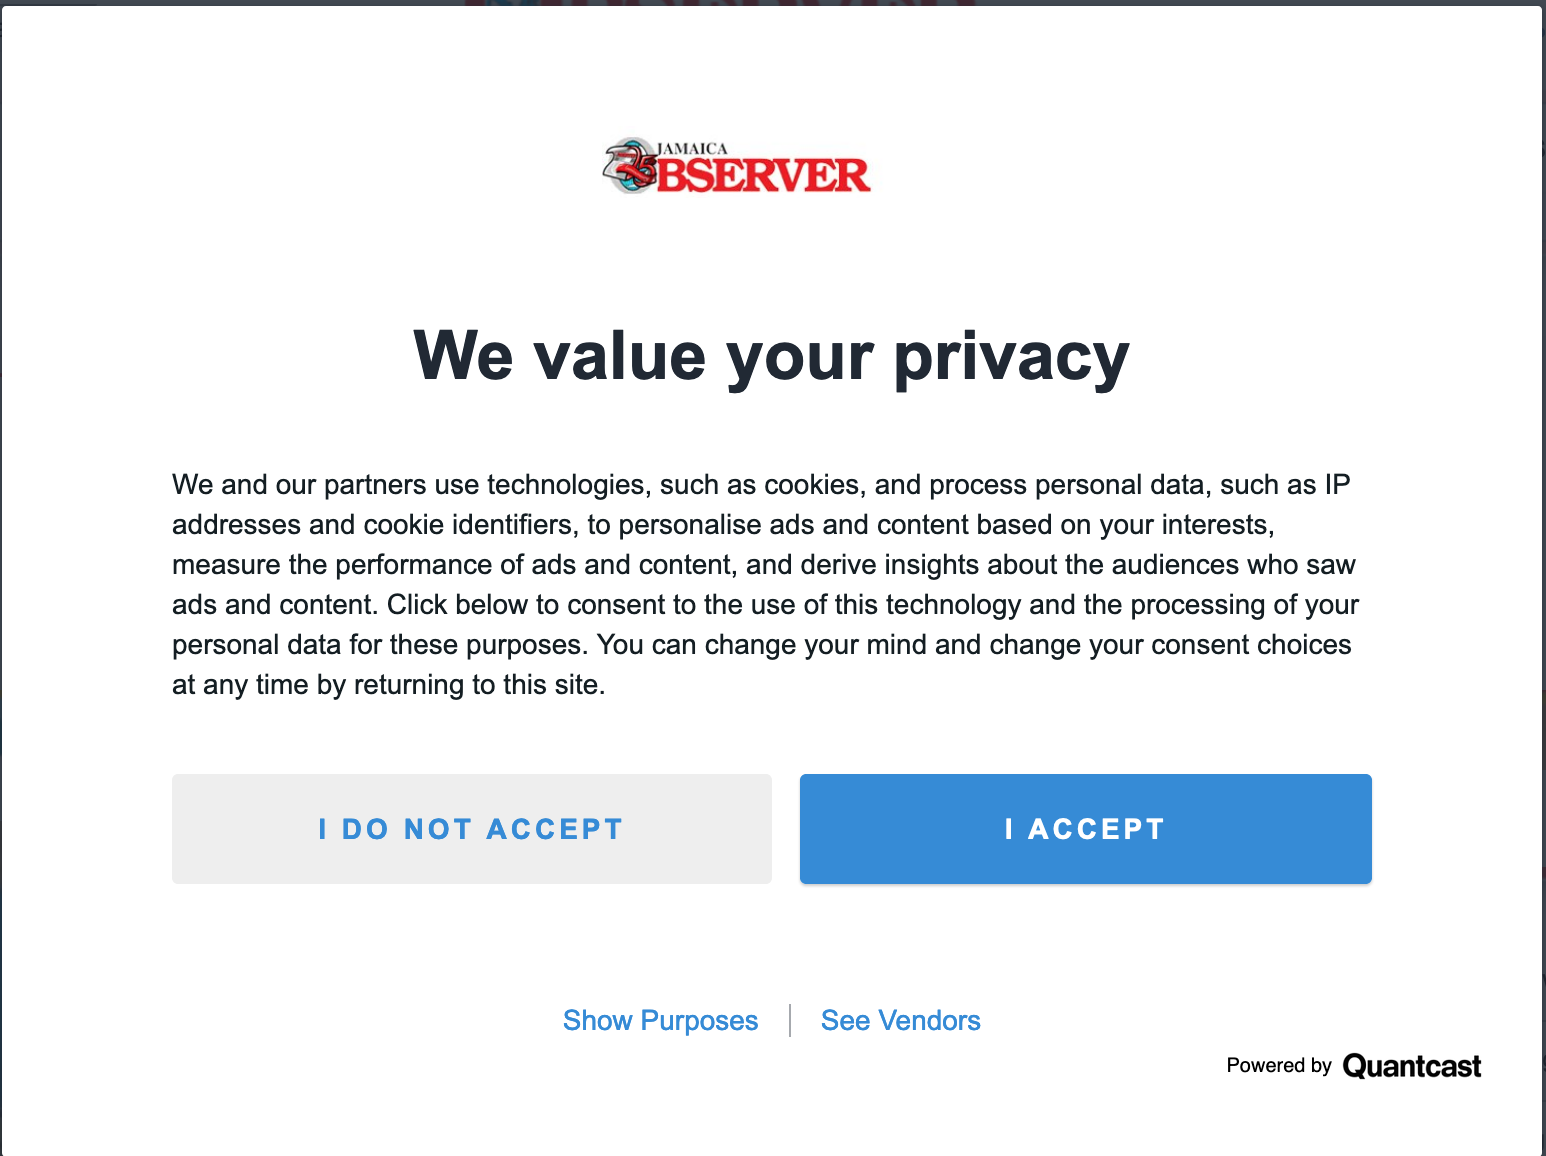 JAMAICA
25 BSERVER
We value your privacy
We and our partners use technologies, such as cookies, and process personal data, such as IP
addresses and cookie identifiers, to personalise ads and content based on your interests,
measure the performance of ads and content, and derive insights about the audiences who saw
ads and content. Click below to consent to the use of this technology and the processing of your
personal data for these purposes. You can change your mind and change your consent choices
at any time by returning to this site.
I DO NOT ACCEPT
I ACCEPT
Show Purposes
See Vendors
Powered by Quantcast